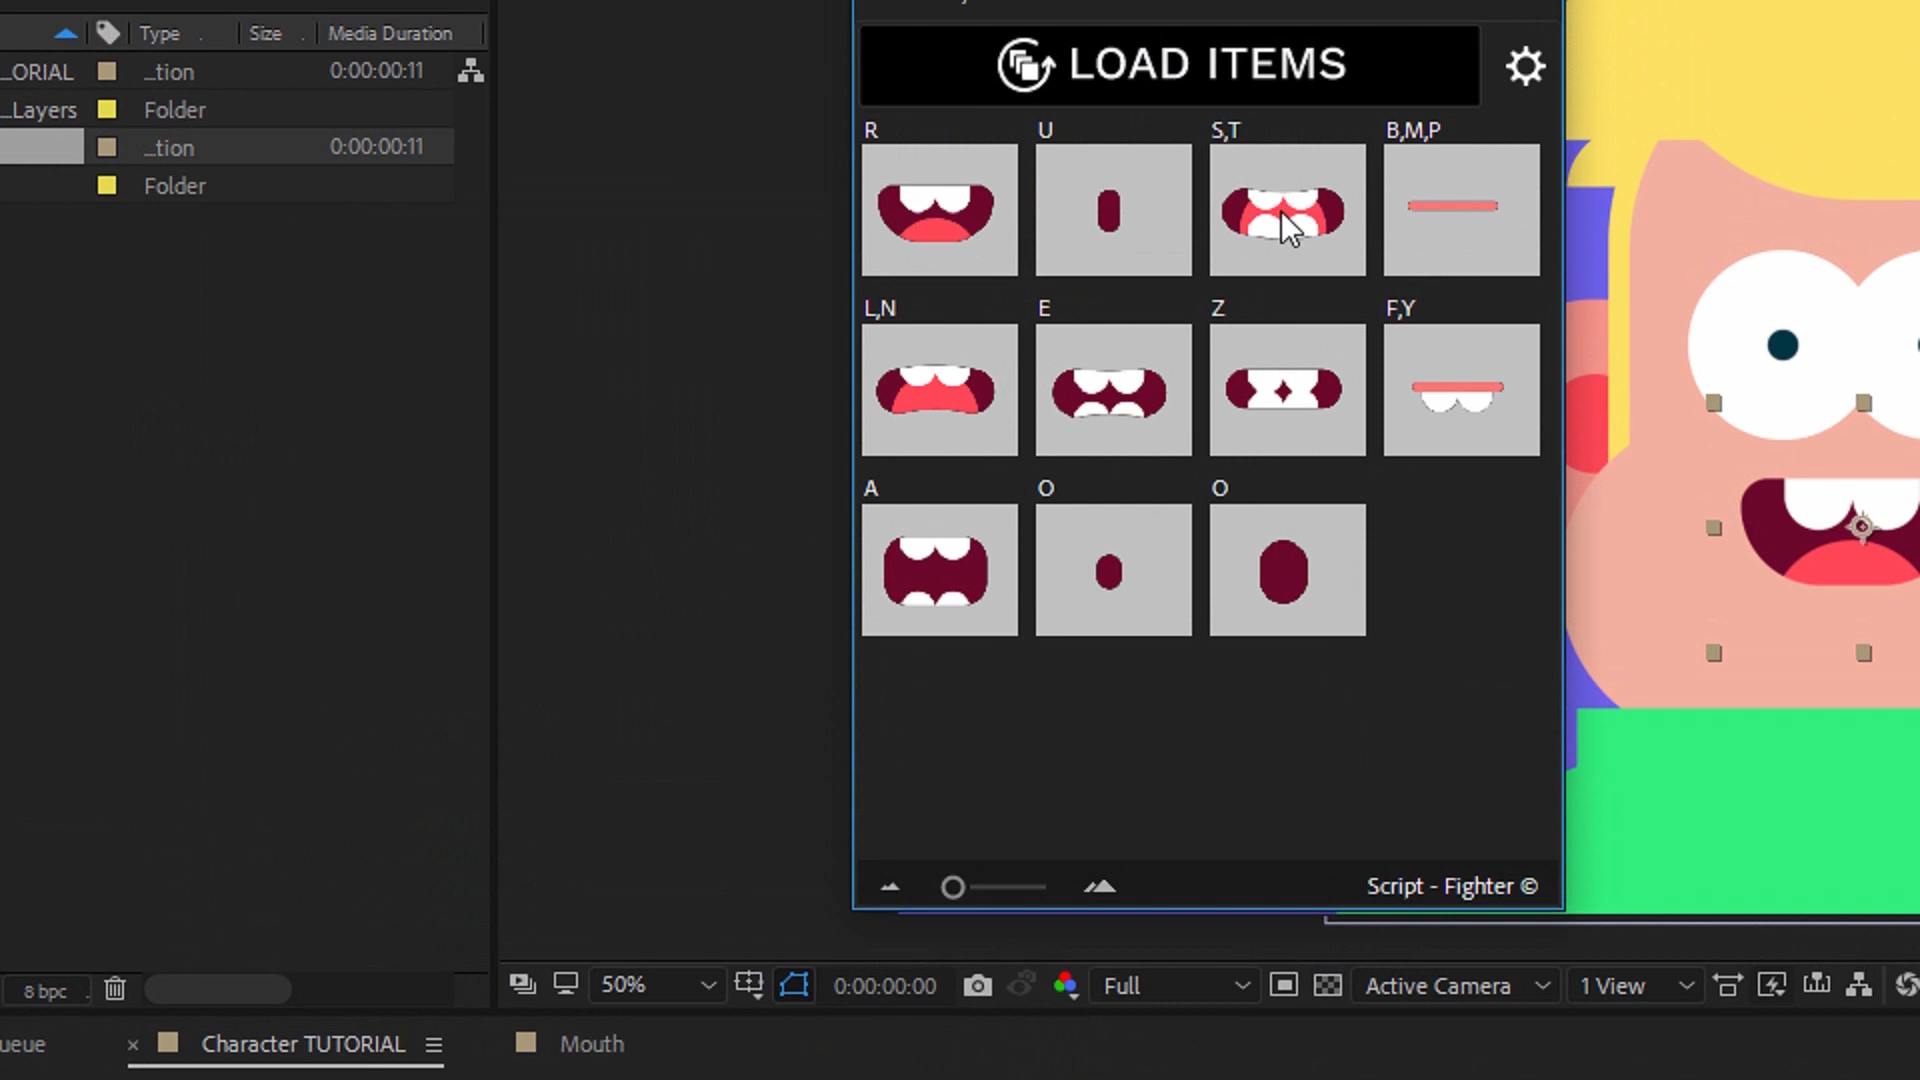 Type Size Media Duration
_ORIAL _tion 0:00:00:11
_Layers Folder
_tion 0:00:00:11
Folder
LOAD ITEMS
R U S,T B,M,P
L,N E Z F,Y
A O O
Script - Fighter ©
8 bpc 50% 0:00:00:00 Full Active Camera 1 View
ueue × Character TUTORIAL Mouth